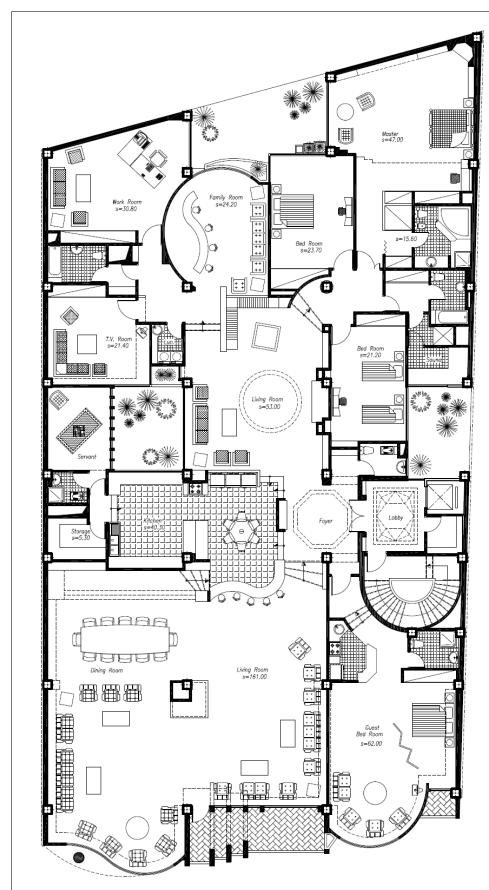 Master
s=47.00
Work Room
s=30.80
Family Room
s=24.20
Bed Room
s=23.70
s=15.60
T.V. Room
s=21.40
Bed Room
s=21.20
Living Room
s=53.00
Servant
Storage
s=5.30
Kitchen
Foyer
Lobby
Dining Room
Living Room
s=161.00
Guest
Bed Room
s=62.00